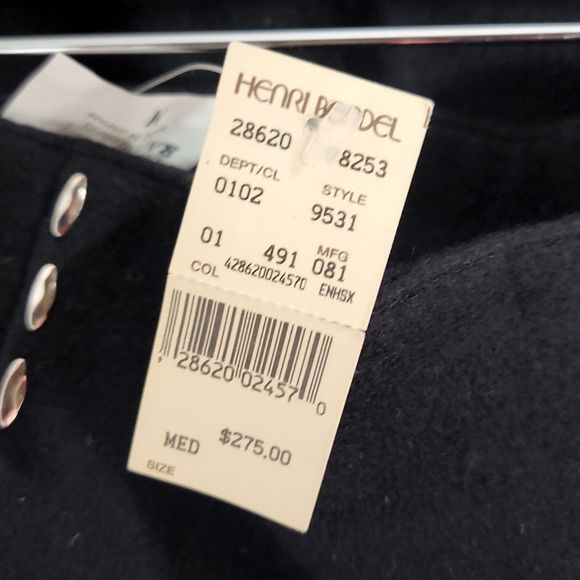 HENRI BENDEL
28620 8253
DEPT/CL STYLE
0102 9531
01 491 081
COL MFG
428620024570 EMHSX
28620 02457 0
MED $275.00
SIZE